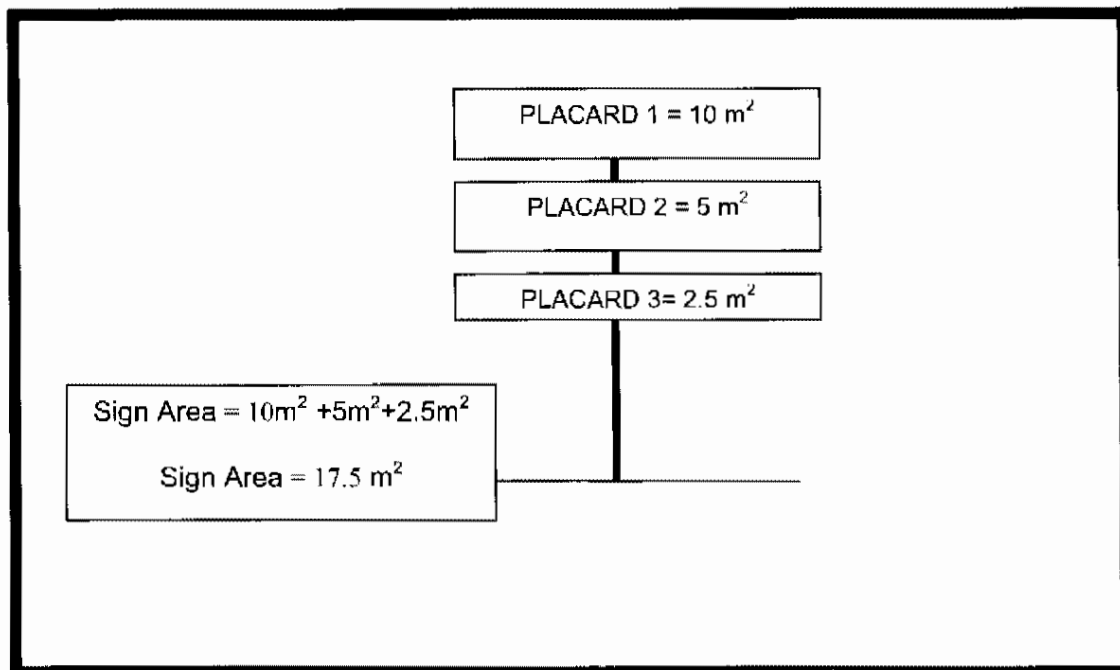 PLACARD 1 = 10 m²
PLACARD 2 = 5 m²
PLACARD 3= 2.5 m²
Sign Area = 10m² +5m²+2.5m²
Sign Area = 17.5 m²